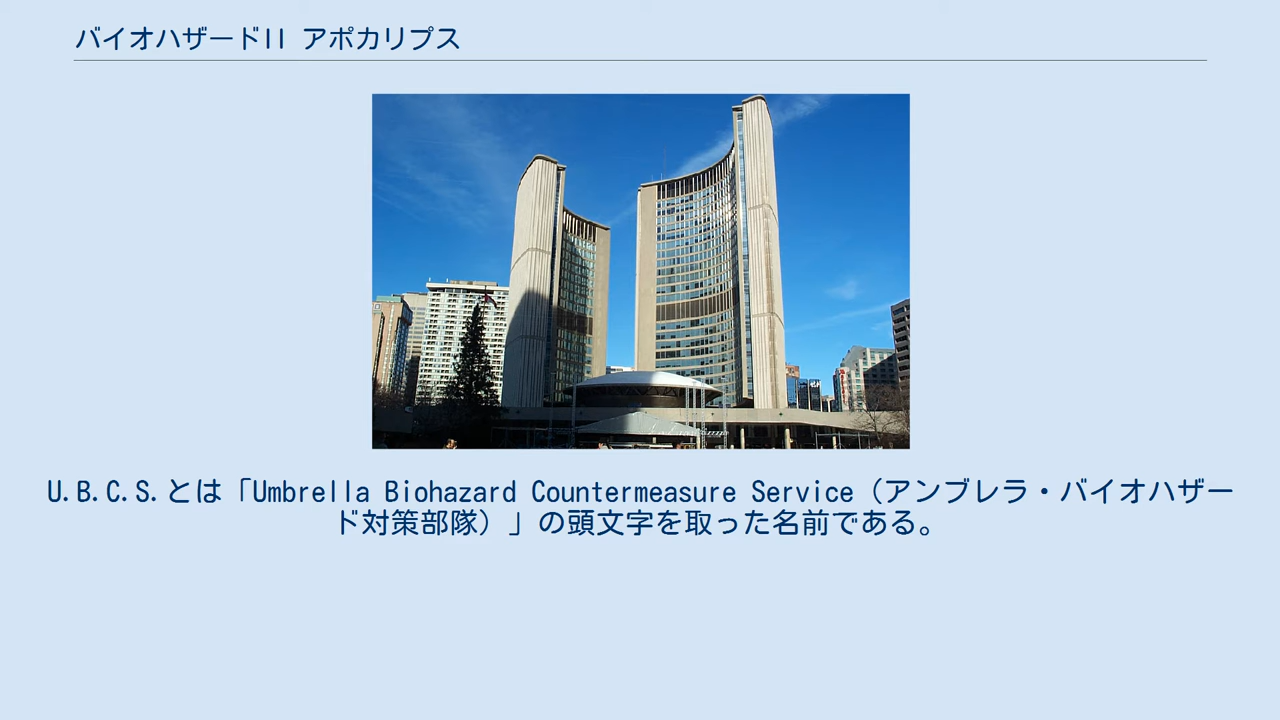 バイオハザードII アポカリプス
U.B.C.S.とは「Umbrella Biohazard Countermeasure Service（アンブレラ・バイオハザー
ド対策部隊）」の頭文字を取った名前である。